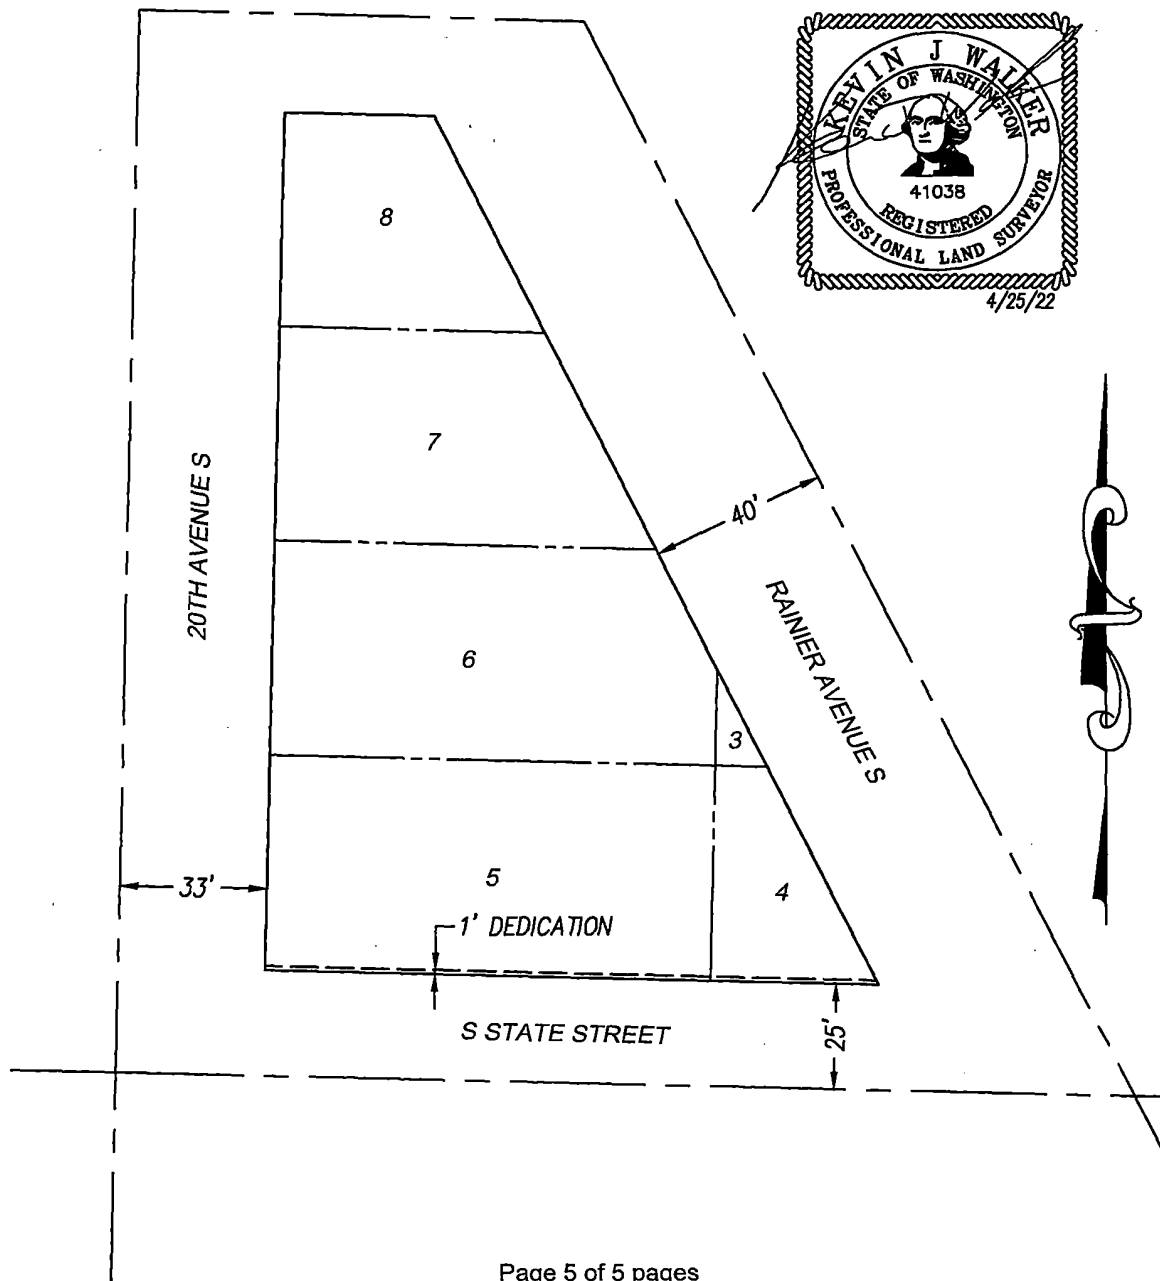 KEVIN J WALKER
STATE OF WASHINGTON
41038
REGISTERED
PROFESSIONAL LAND SURVEYOR
4/25/22
8
7
40'
20TH AVENUE S
RAINIER AVENUE S
6
3
33'
5
4
1' DEDICATION
S STATE STREET
25'
Page 5 of 5 pages